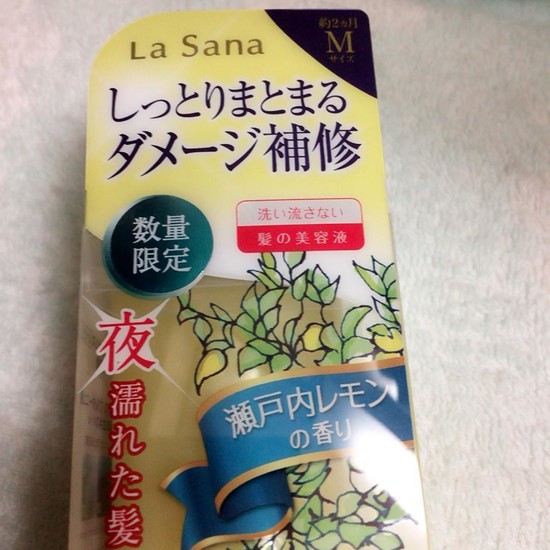 La Sana
約2ヵ月
M
サイズ
しっとりまとまる
ダメージ補修
数量
限定
洗い流さない
髪の美容液
夜
濡れた髪
瀬戸内レモン
の香り